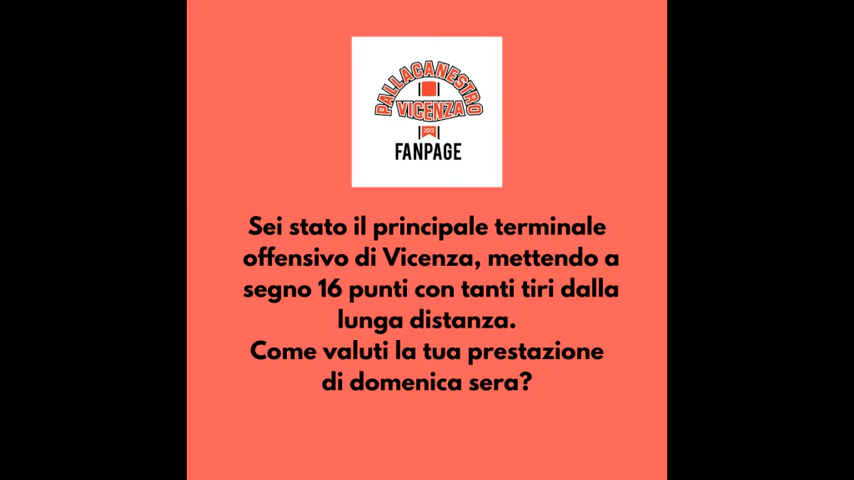 PALLACANESTRO
VICENZA
2012
FANPAGE
Sei stato il principale terminale
offensivo di Vicenza, mettendo a
segno 16 punti con tanti tiri dalla
lunga distanza.
Come valuti la tua prestazione
di domenica sera?